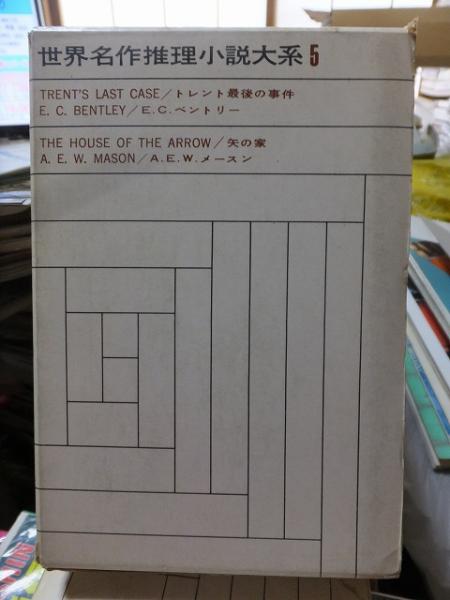 世界名作推理小説大系5
TRENT'S LAST CASE/トレント最後の事件
E. C. BENTLEY/E.C.ベントリー
THE HOUSE OF THE ARROW/矢の家
A. E. W. MASON/A.E.W.メースン